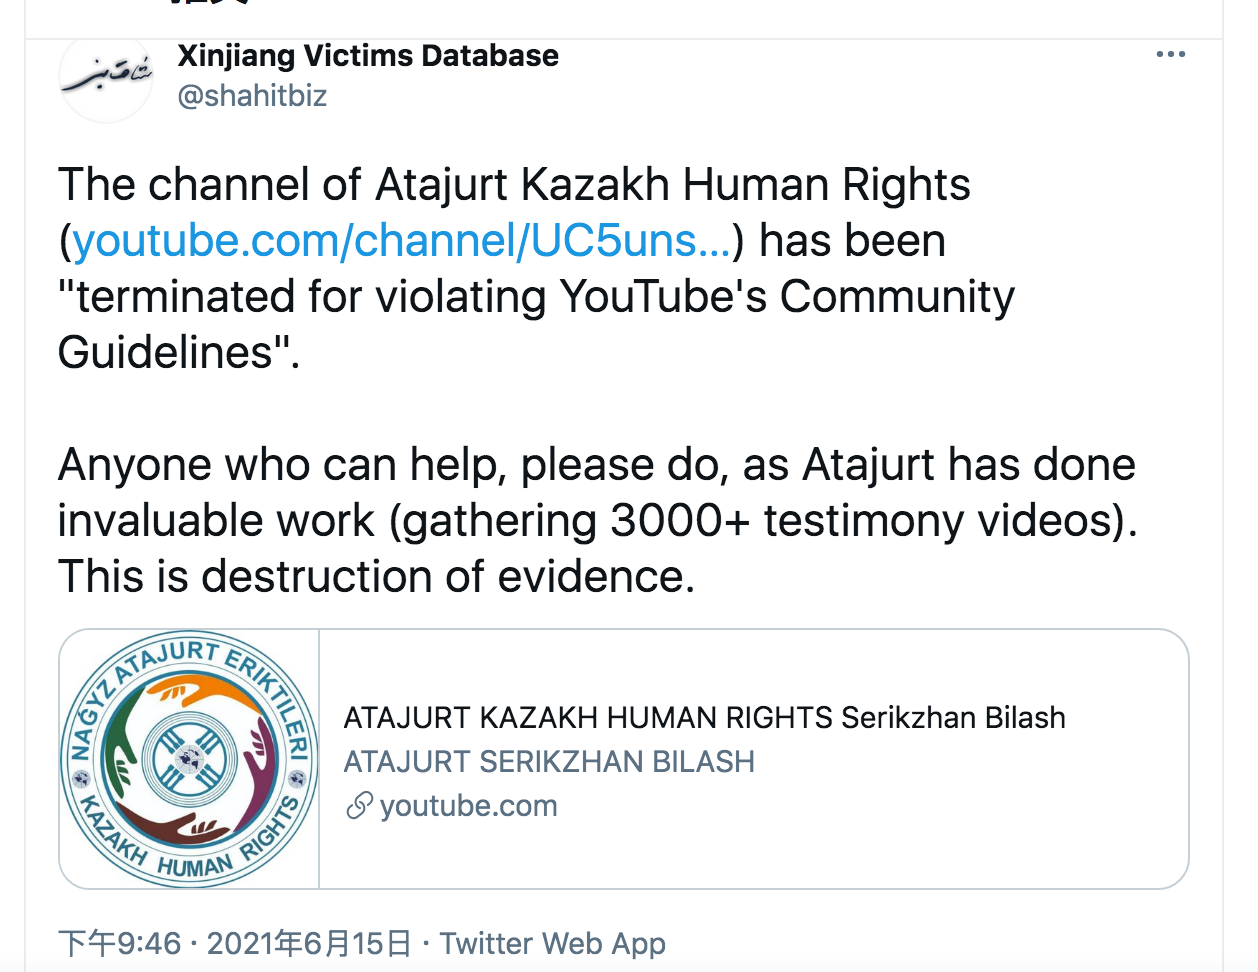 Xinjiang Victims Database
@shahitbiz
The channel of Atajurt Kazakh Human Rights
(youtube.com/channel/UC5uns...) has been
"terminated for violating YouTube's Community
Guidelines".
Anyone who can help, please do, as Atajurt has done
invaluable work (gathering 3000+ testimony videos).
This is destruction of evidence.
NAĞYZ ATAJURT ERIKTILERI
KAZAKH HUMAN RIGHTS
ATAJURT KAZAKH HUMAN RIGHTS Serikzhan Bilash
ATAJURT SERIKZHAN BILASH
youtube.com
下午9:46 · 2021年6月15日 · Twitter Web App